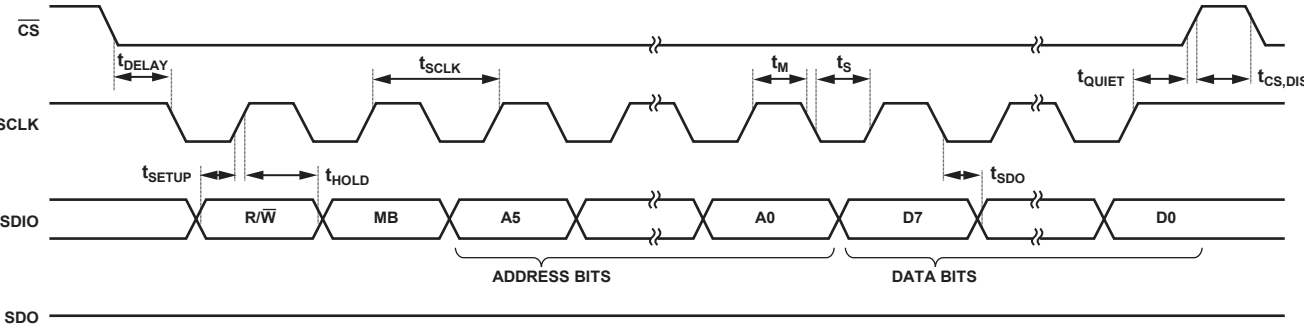 C̅S̅
tDELAY
tSCLK
tM
tS
tQUIET
tCS,DIS
SCLK
tSETUP
tHOLD
tSDO
SDIO
R/W̅
MB
A5
A0
D7
D0
ADDRESS BITS
DATA BITS
SDO